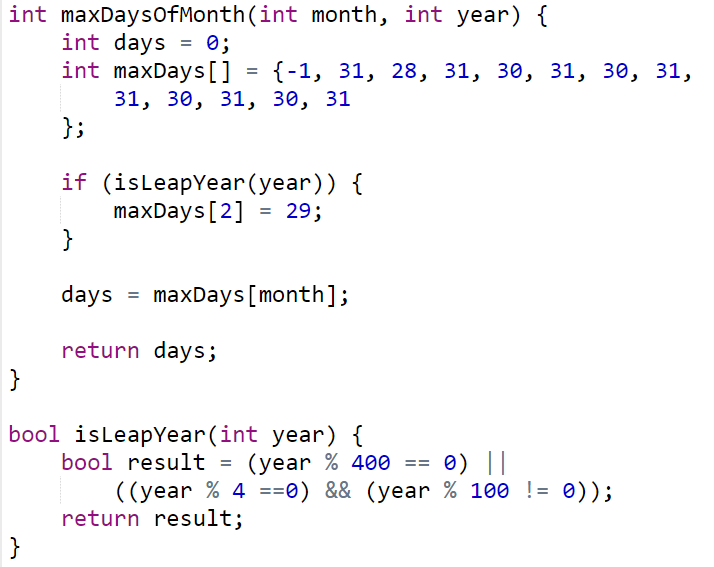 int maxDaysOfMonth(int month, int year) {
    int days = 0;
    int maxDays[] = {-1, 31, 28, 31, 30, 31, 30, 31,
        31, 30, 31, 30, 31
    };

    if (isLeapYear(year)) {
        maxDays[2] = 29;
    }

    days = maxDays[month];

    return days;
}

bool isLeapYear(int year) {
    bool result = (year % 400 == 0) ||
        ((year % 4 ==0) && (year % 100 != 0));
    return result;
}